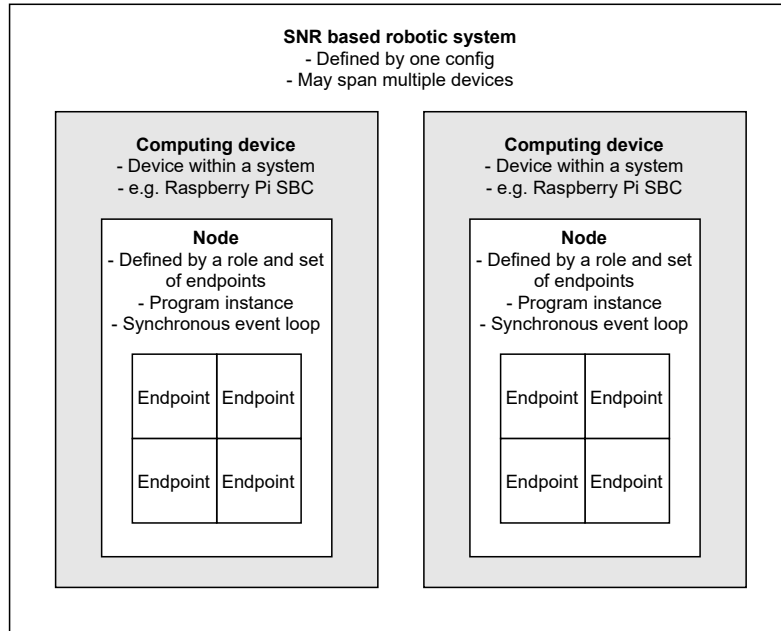 SNR based robotic system
- Defined by one config
- May span multiple devices
Computing device
- Device within a system
- e.g. Raspberry Pi SBC
Node
- Defined by a role and set
of endpoints
- Program instance
- Synchronous event loop
Endpoint Endpoint
Endpoint Endpoint
Computing device
- Device within a system
- e.g. Raspberry Pi SBC
Node
- Defined by a role and set
of endpoints
- Program instance
- Synchronous event loop
Endpoint Endpoint
Endpoint Endpoint